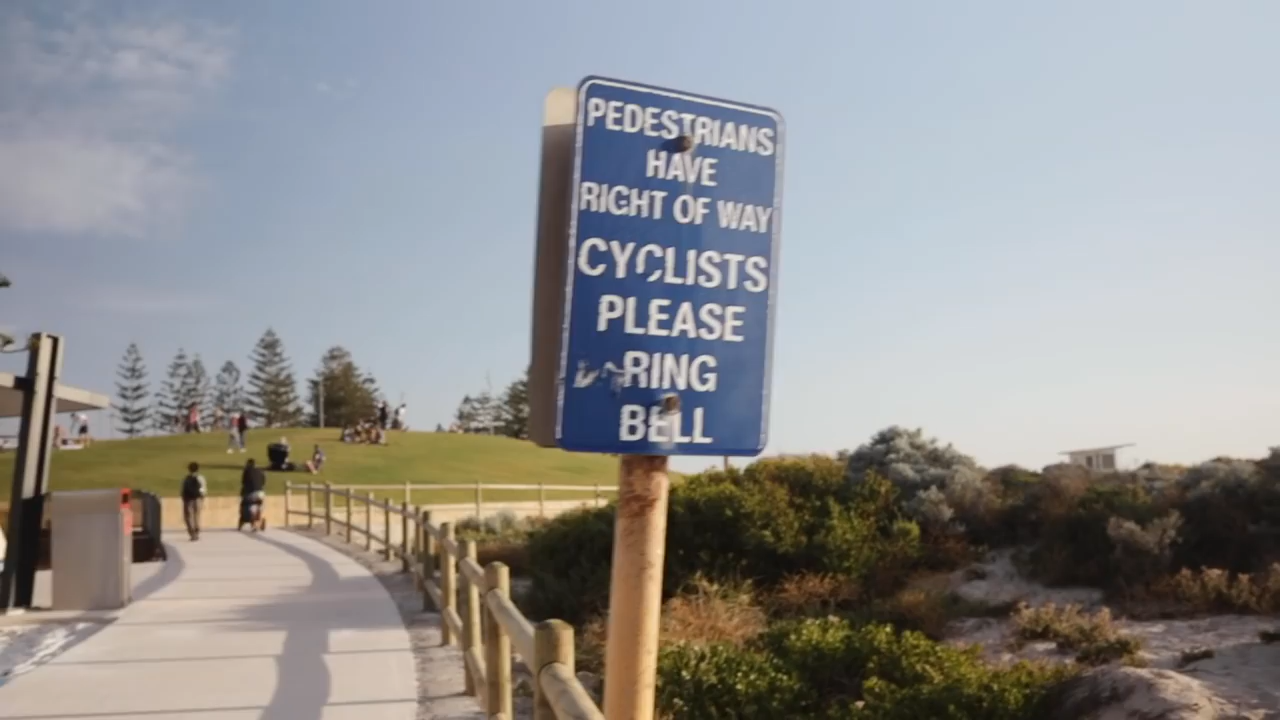 PEDESTRIANS
HAVE
RIGHT OF WAY
CYCLISTS
PLEASE
RING
BELL